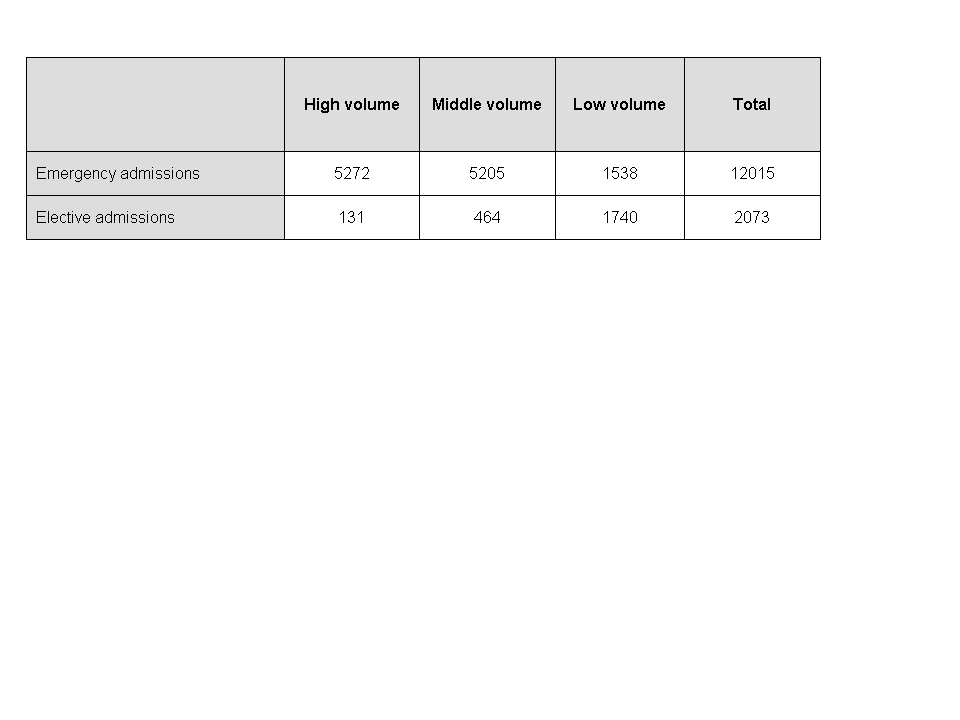 High volume Middle volume Low volume Total
Emergency admissions 5272 5205 1538 12015
Elective admissions 131 464 1740 2073